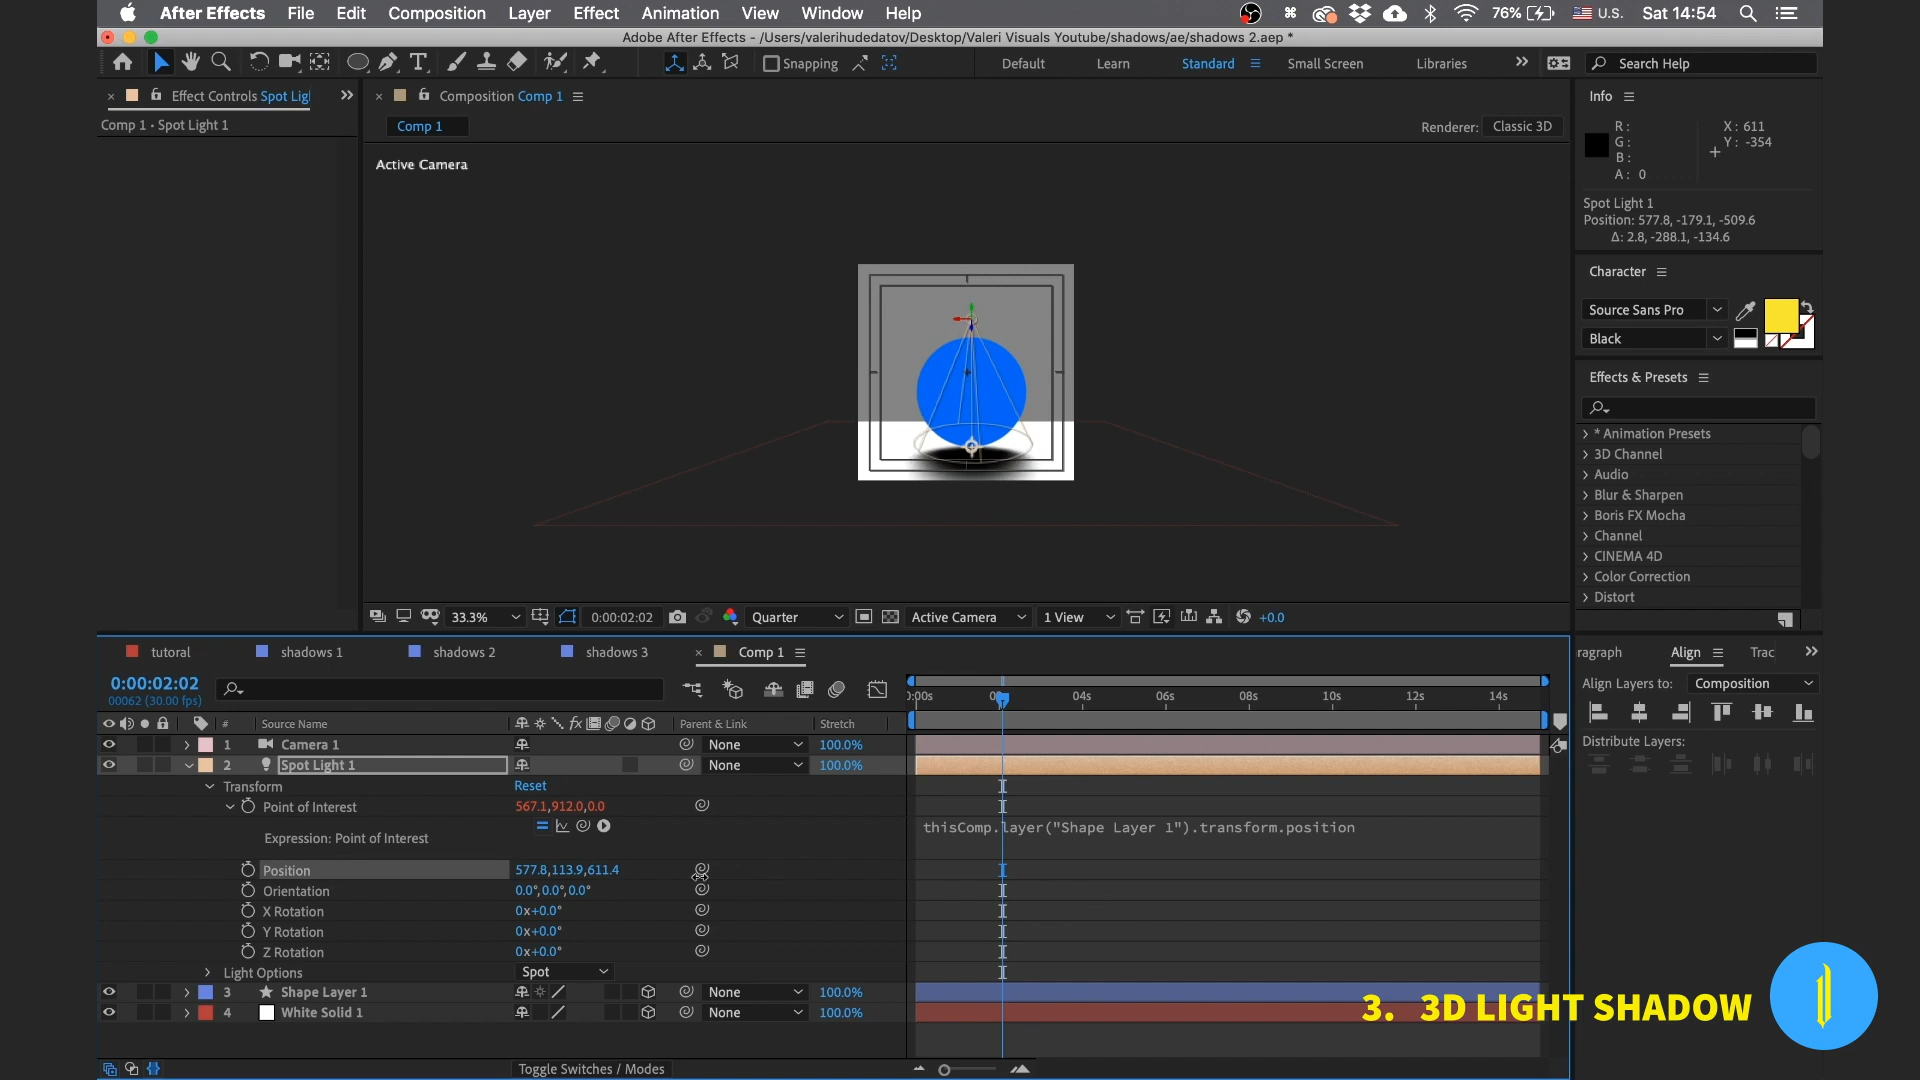 After Effects File Edit Composition Layer Effect Animation View Window Help 76% U.S. Sat 14:54
Adobe After Effects - /Users/valerihudedatov/Desktop/Valeri Visuals Youtube/shadows/ae/shadows 2.aep *
Snapping Default Learn Standard Small Screen Libraries Search Help
Effect Controls Spot Lig
Composition Comp 1
Info
Comp 1 • Spot Light 1
Comp 1
Renderer: Classic 3D
R:
G:
B:
A: 0
X: 611
Y: -354
Active Camera
Spot Light 1
Position: 577.8, -179.1, -509.6
Δ: 2.8, -288.1, -134.6
Character
Source Sans Pro
Black
Effects & Presets
* Animation Presets
3D Channel
Audio
Blur & Sharpen
Boris FX Mocha
Channel
CINEMA 4D
Color Correction
Distort
33.3% 0:00:02:02 Quarter Active Camera 1 View +0.0
tutoral shadows 1 shadows 2 shadows 3 Comp 1
ragraph Align Trac
0:00:02:02
00062 (30.00 fps)
04s 06s 08s 10s 12s 14s
Align Layers to: Composition
# Source Name fx Parent & Link Stretch
Distribute Layers:
1 Camera 1 None 100.0%
2 Spot Light 1 None 100.0%
Transform Reset
Point of Interest 567.1,912.0,0.0
Expression: Point of Interest
thisComp.layer("Shape Layer 1").transform.position
Position 577.8,113.9,611.4
Orientation 0.0°,0.0°,0.0°
X Rotation 0x+0.0°
Y Rotation 0x+0.0°
Z Rotation 0x+0.0°
Light Options Spot
3 Shape Layer 1 None 100.0%
4 White Solid 1 None 100.0%
3. 3D LIGHT SHADOW
Toggle Switches / Modes